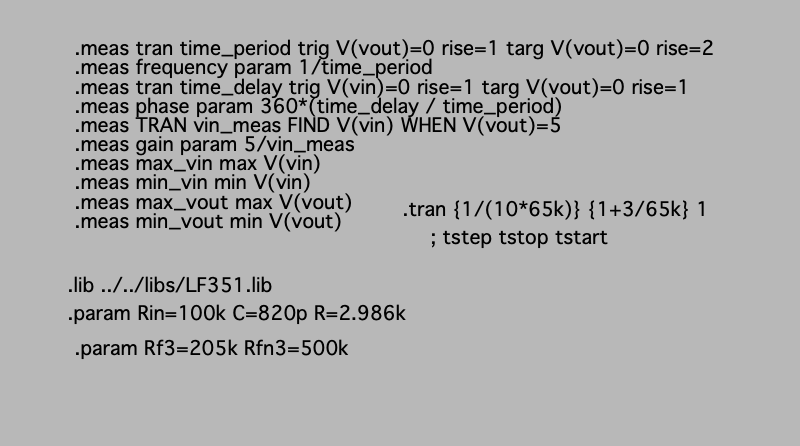 .meas tran time_period trig V(vout)=0 rise=1 targ V(vout)=0 rise=2
.meas frequency param 1/time_period
.meas tran time_delay trig V(vin)=0 rise=1 targ V(vout)=0 rise=1
.meas phase param 360*(time_delay / time_period)
.meas TRAN vin_meas FIND V(vin) WHEN V(vout)=5
.meas gain param 5/vin_meas
.meas max_vin max V(vin)
.meas min_vin min V(vin)
.meas max_vout max V(vout)
.meas min_vout min V(vout)
.tran {1/(10*65k)} {1+3/65k} 1
; tstep tstop tstart
.lib ../../libs/LF351.lib
.param Rin=100k C=820p R=2.986k
.param Rf3=205k Rfn3=500k